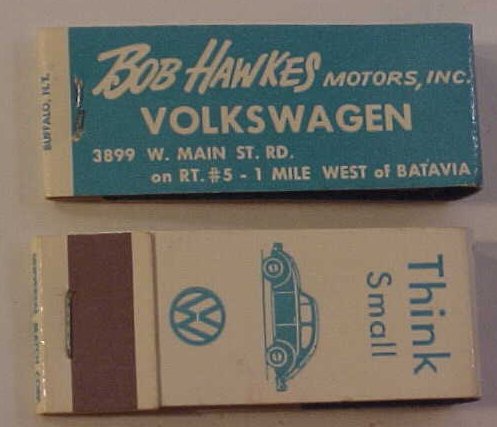 BOB HAWKES MOTORS, INC.
VOLKSWAGEN
3899 W. MAIN ST. RD.
on RT. #5 - 1 MILE WEST of BATAVIA
BUFFALO, N.Y.
Think
Small